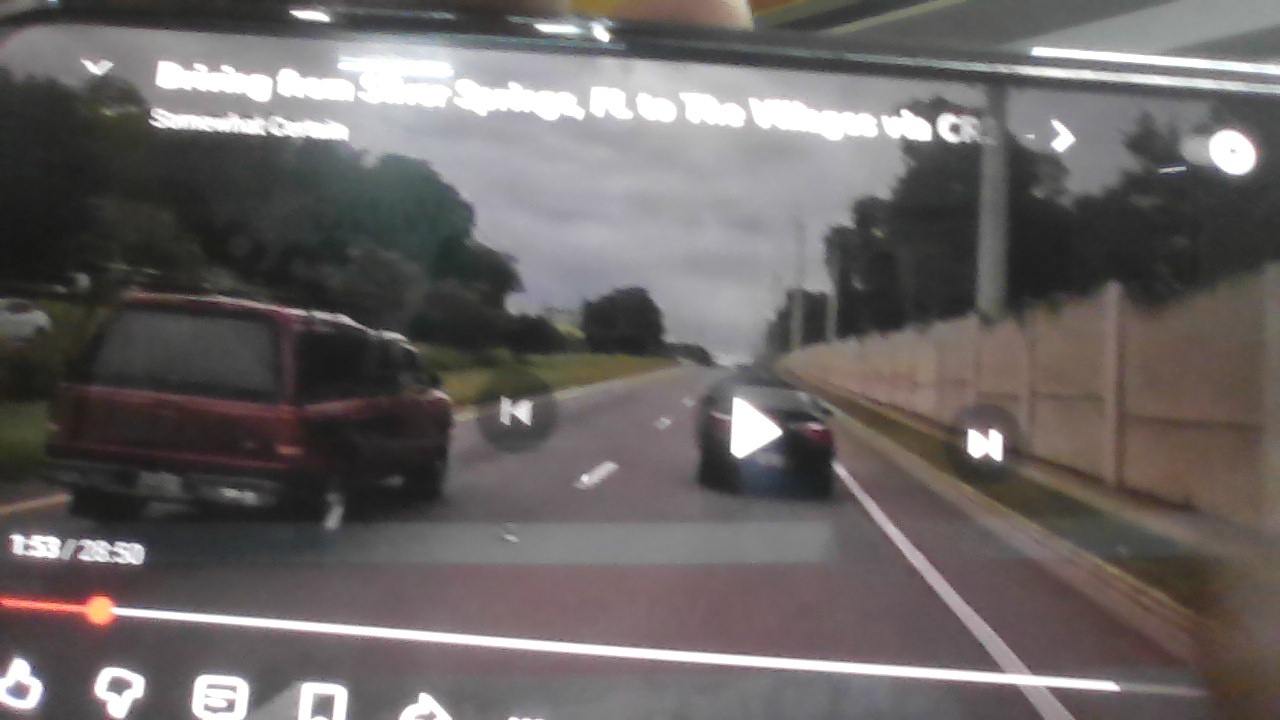 Driving from Silver Springs, FL to The Villages via CR...
Somewhat Certain
1:53 / 28:50